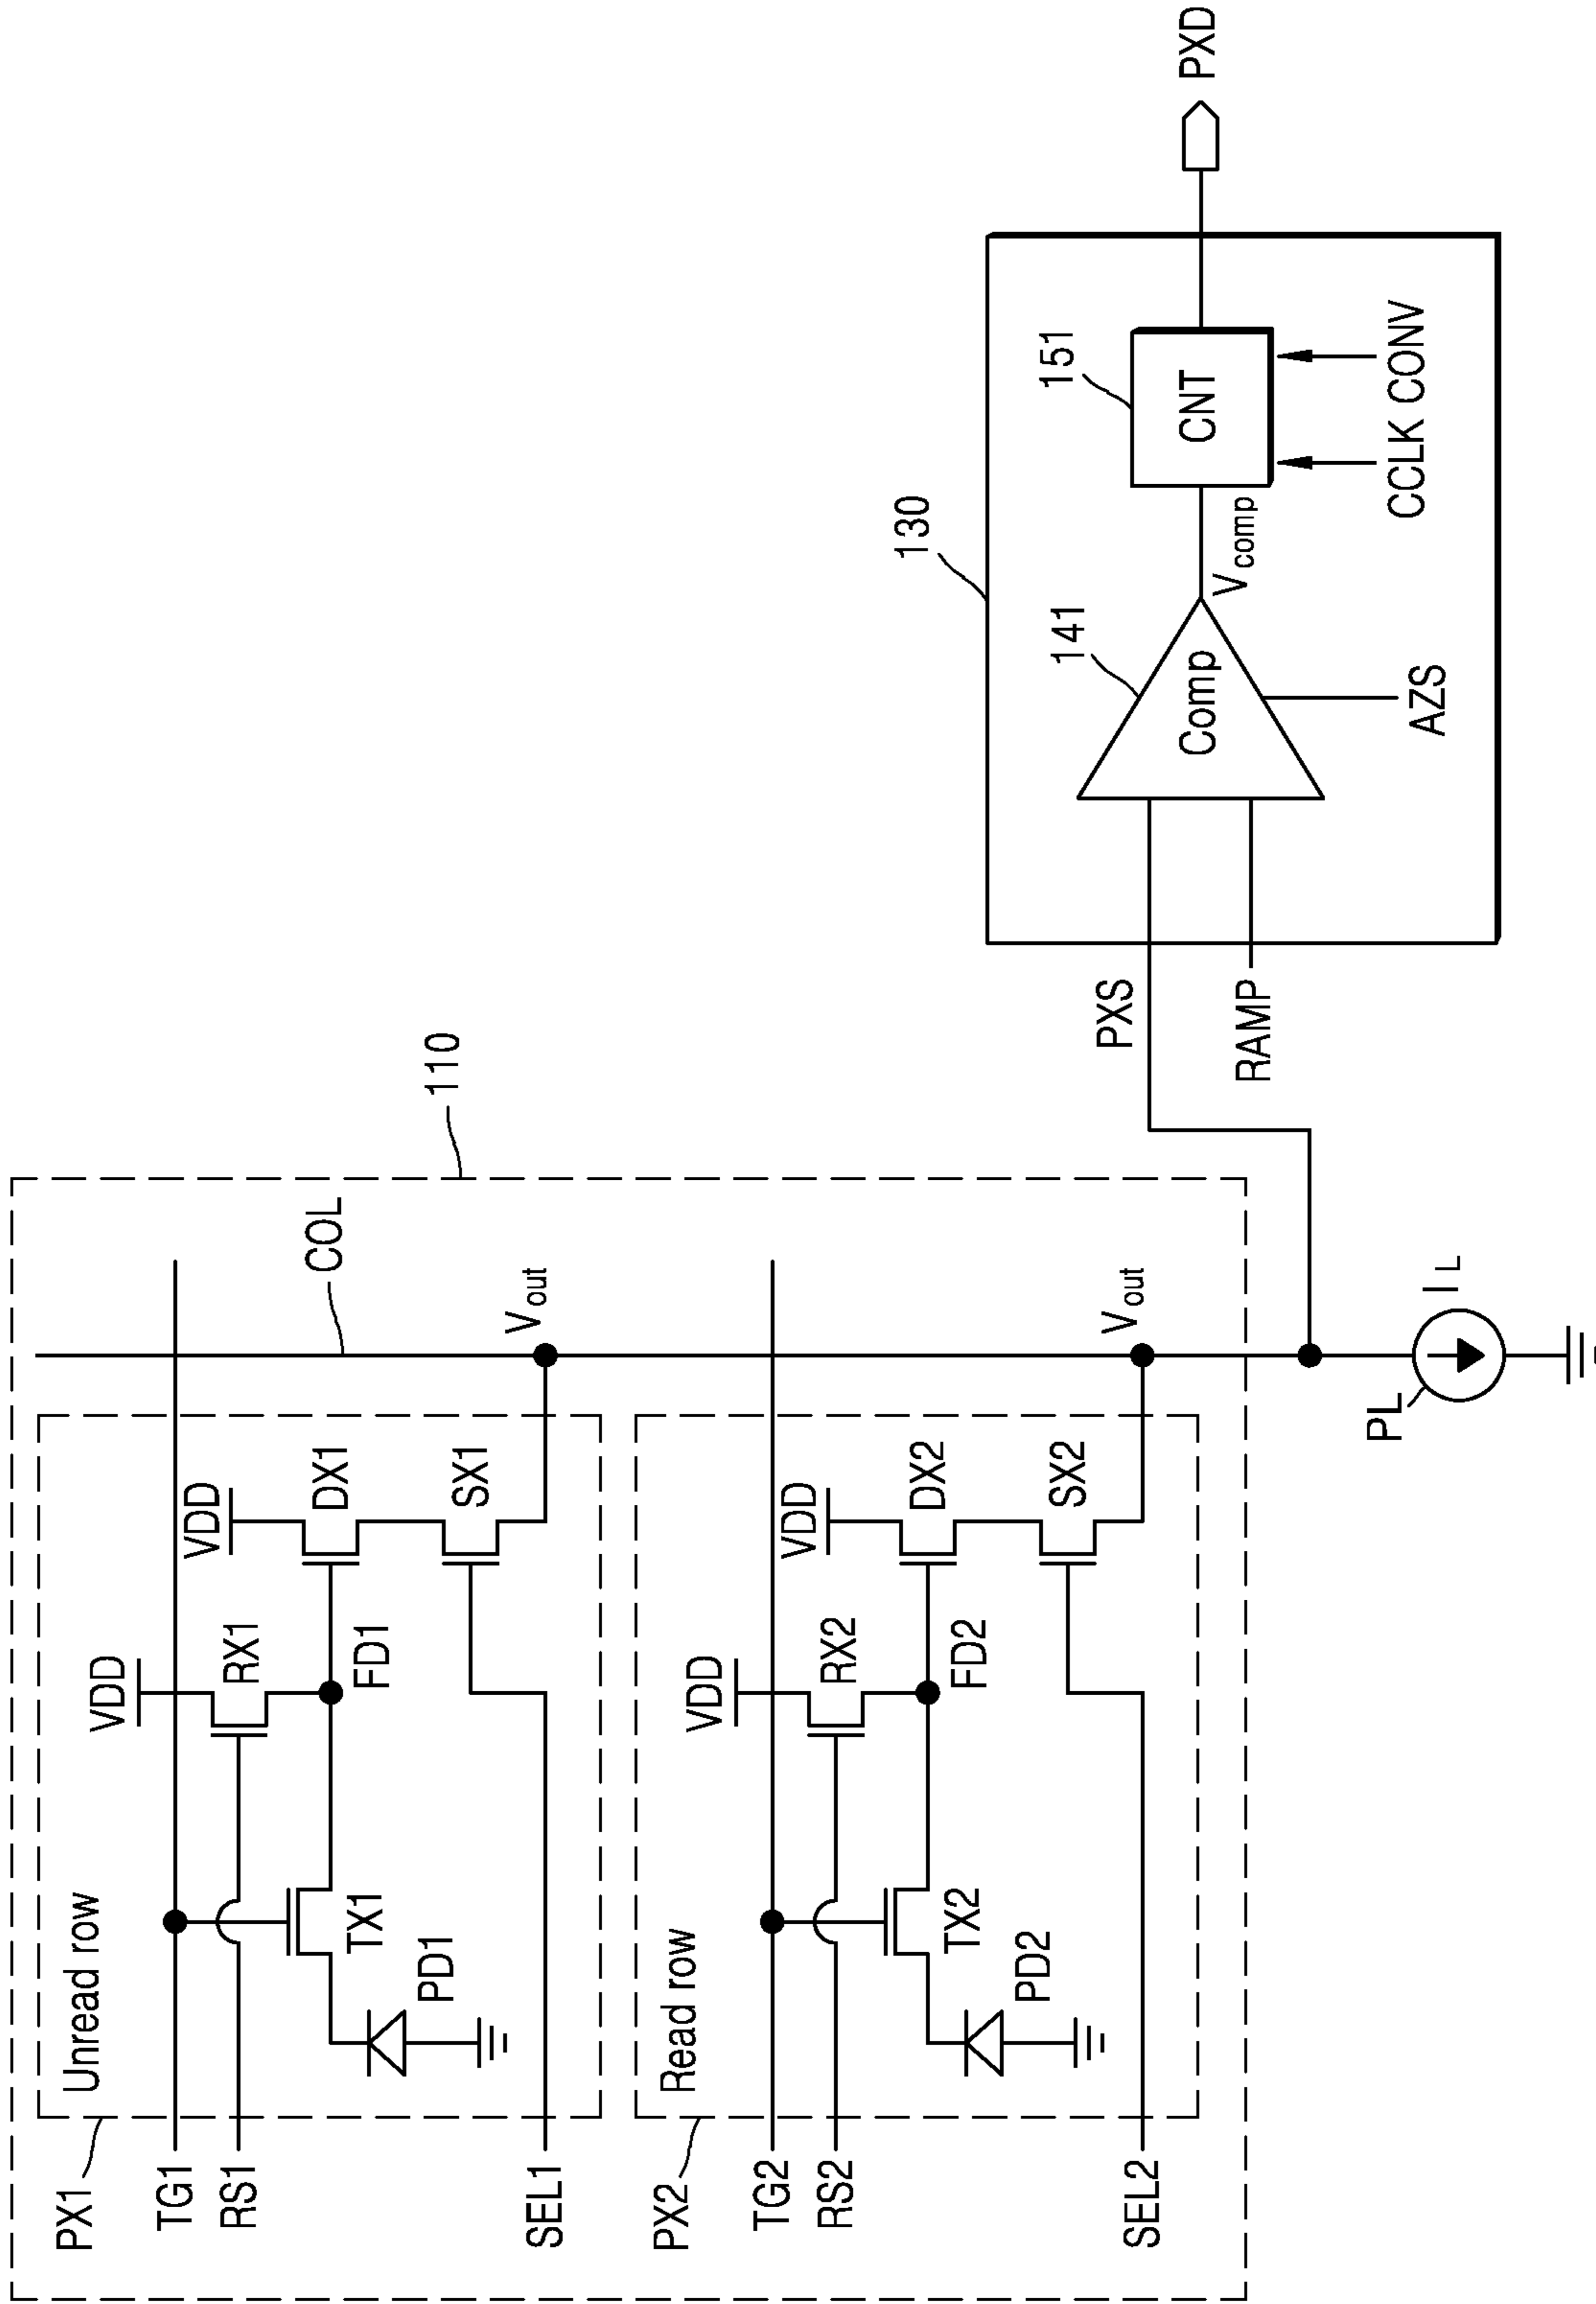 110
PX1
Unread row
TG1
RS1
SEL1
VDD
RX1
FD1
TX1
PD1
VDD
DX1
SX1
COL
Vout
PX2
Read row
TG2
RS2
SEL2
VDD
RX2
FD2
TX2
PD2
VDD
DX2
SX2
Vout
PL
IL
PXS
RAMP
130
141
Comp
AZS
Vcomp
151
CNT
CCLK CONV
PXD